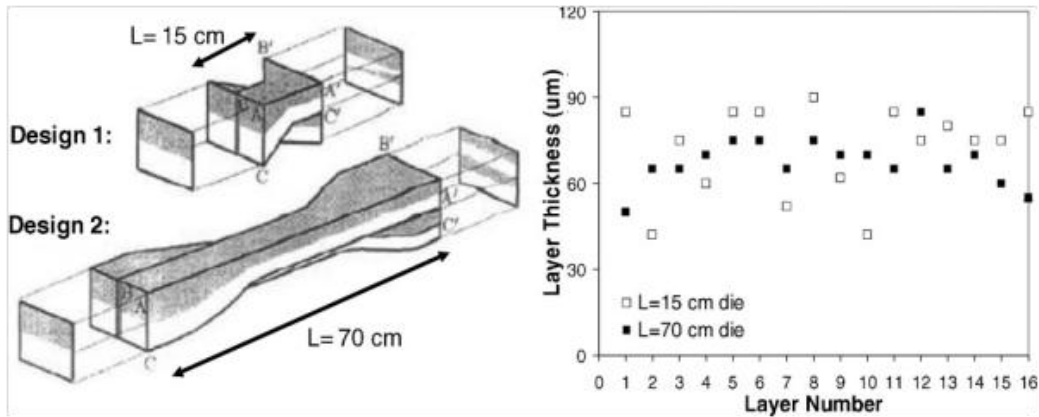 L= 15 cm
B'
A'
A
C'
C
Design 1:
B'
A'
C'
Design 2:
D
A
C
L= 70 cm
120
90
60
30
0
Layer Thickness (um)
L=15 cm die
L=70 cm die
0 1 2 3 4 5 6 7 8 9 10 11 12 13 14 15 16
Layer Number